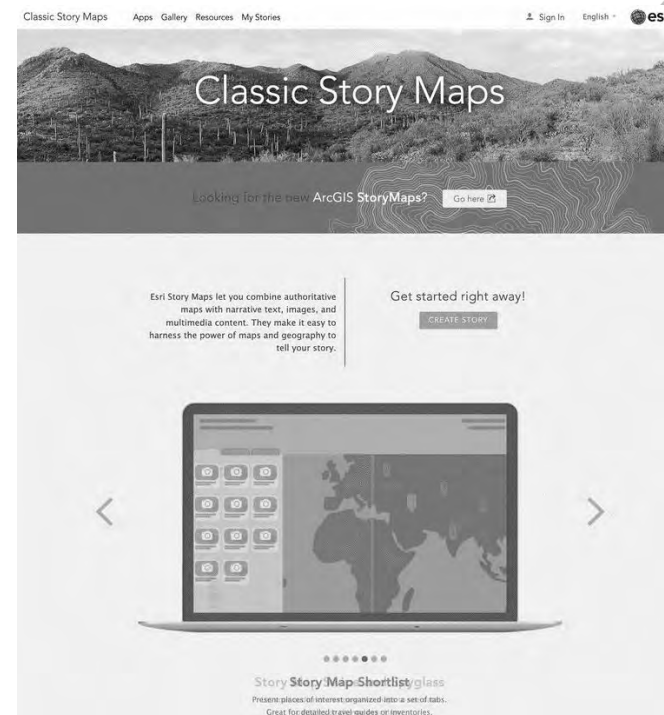 Classic Story Maps Apps Gallery Resources My Stories Sign In English es
Classic Story Maps
Looking for the new ArcGIS StoryMaps? Go here
Esri Story Maps let you combine authoritative
maps with narrative text, images, and
multimedia content. They make it easy to
harness the power of maps and geography to
tell your story.
Get started right away!
CREATE STORY
Story Map Shortlist
Present places of interest organized into a set of tabs.
Great for detailed travel guides or inventories.